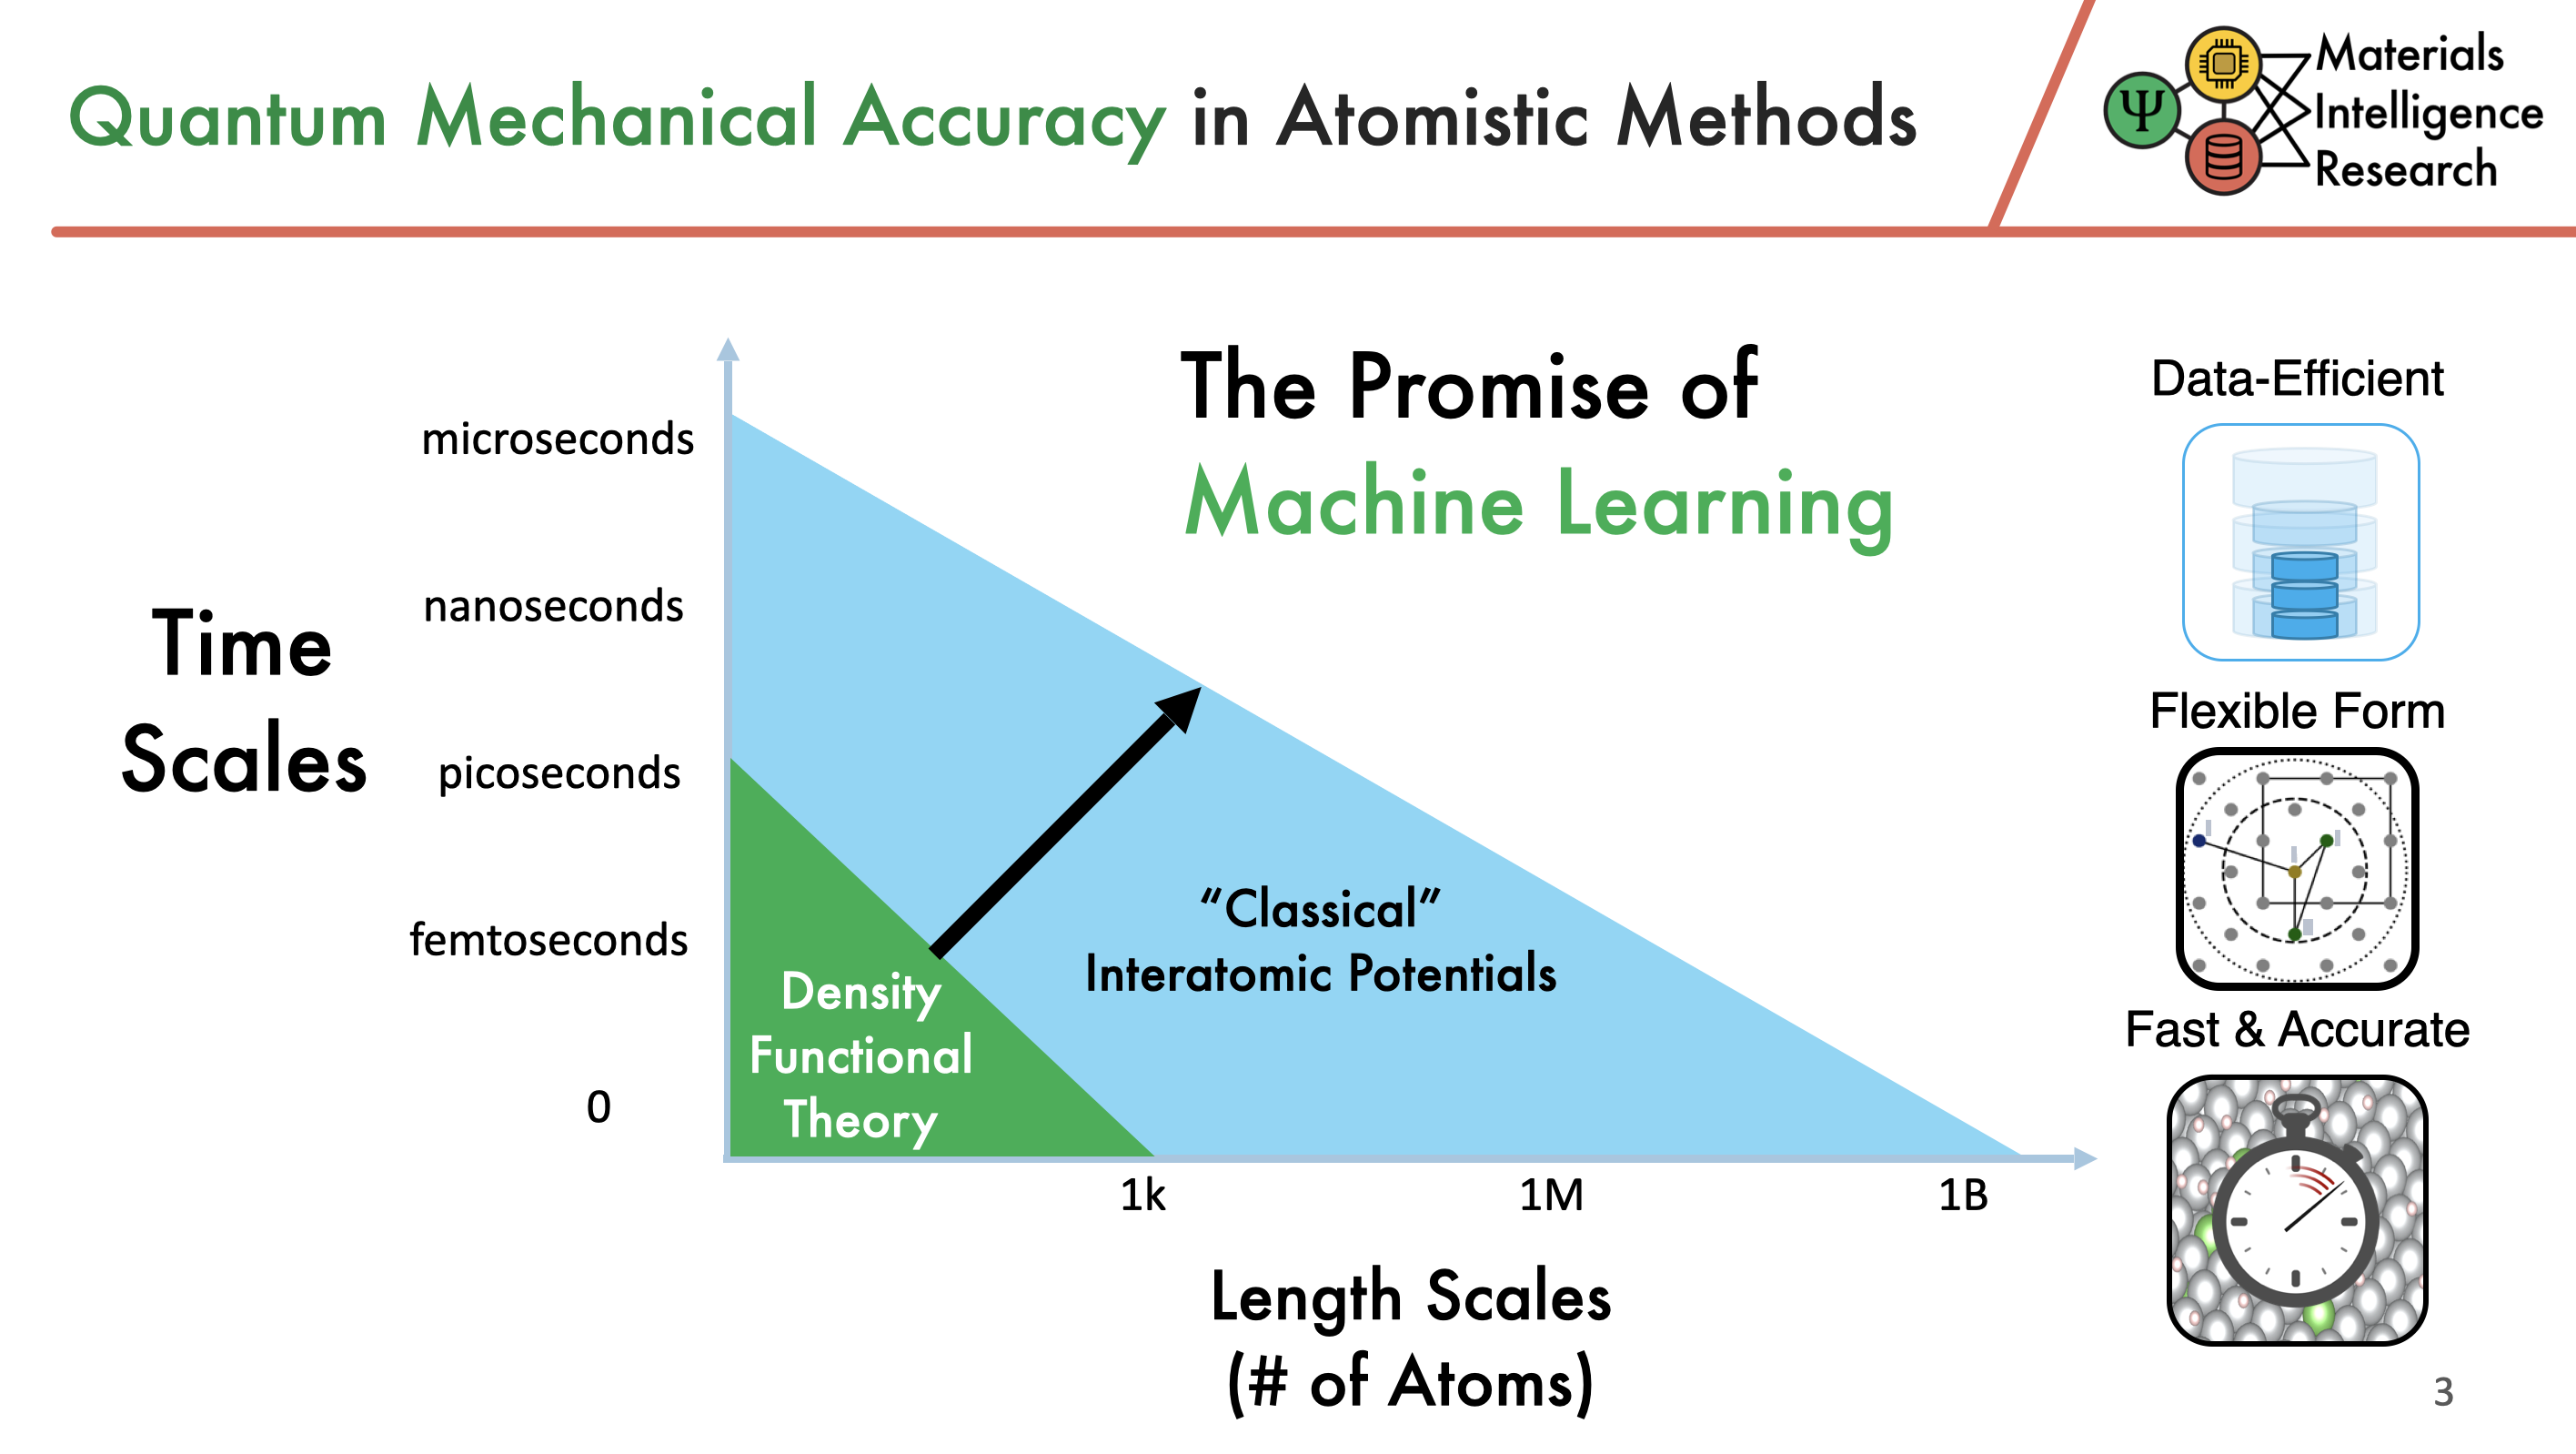 Quantum Mechanical Accuracy in Atomistic Methods
Materials
Intelligence
Research
Ψ
The Promise of
Machine Learning
Time
Scales
microseconds
nanoseconds
picoseconds
femtoseconds
0
Density
Functional
Theory
“Classical”
Interatomic Potentials
1k
1M
1B
Length Scales
(# of Atoms)
Data-Efficient
Flexible Form
Fast & Accurate
3